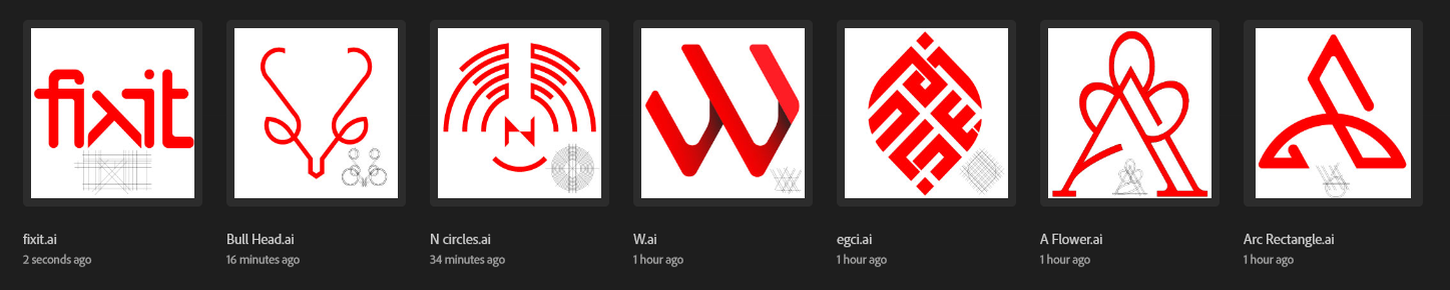 fixit
N
W
A
fixit.ai
2 seconds ago
Bull Head.ai
16 minutes ago
N circles.ai
34 minutes ago
W.ai
1 hour ago
egci.ai
1 hour ago
A Flower.ai
1 hour ago
Arc Rectangle.ai
1 hour ago